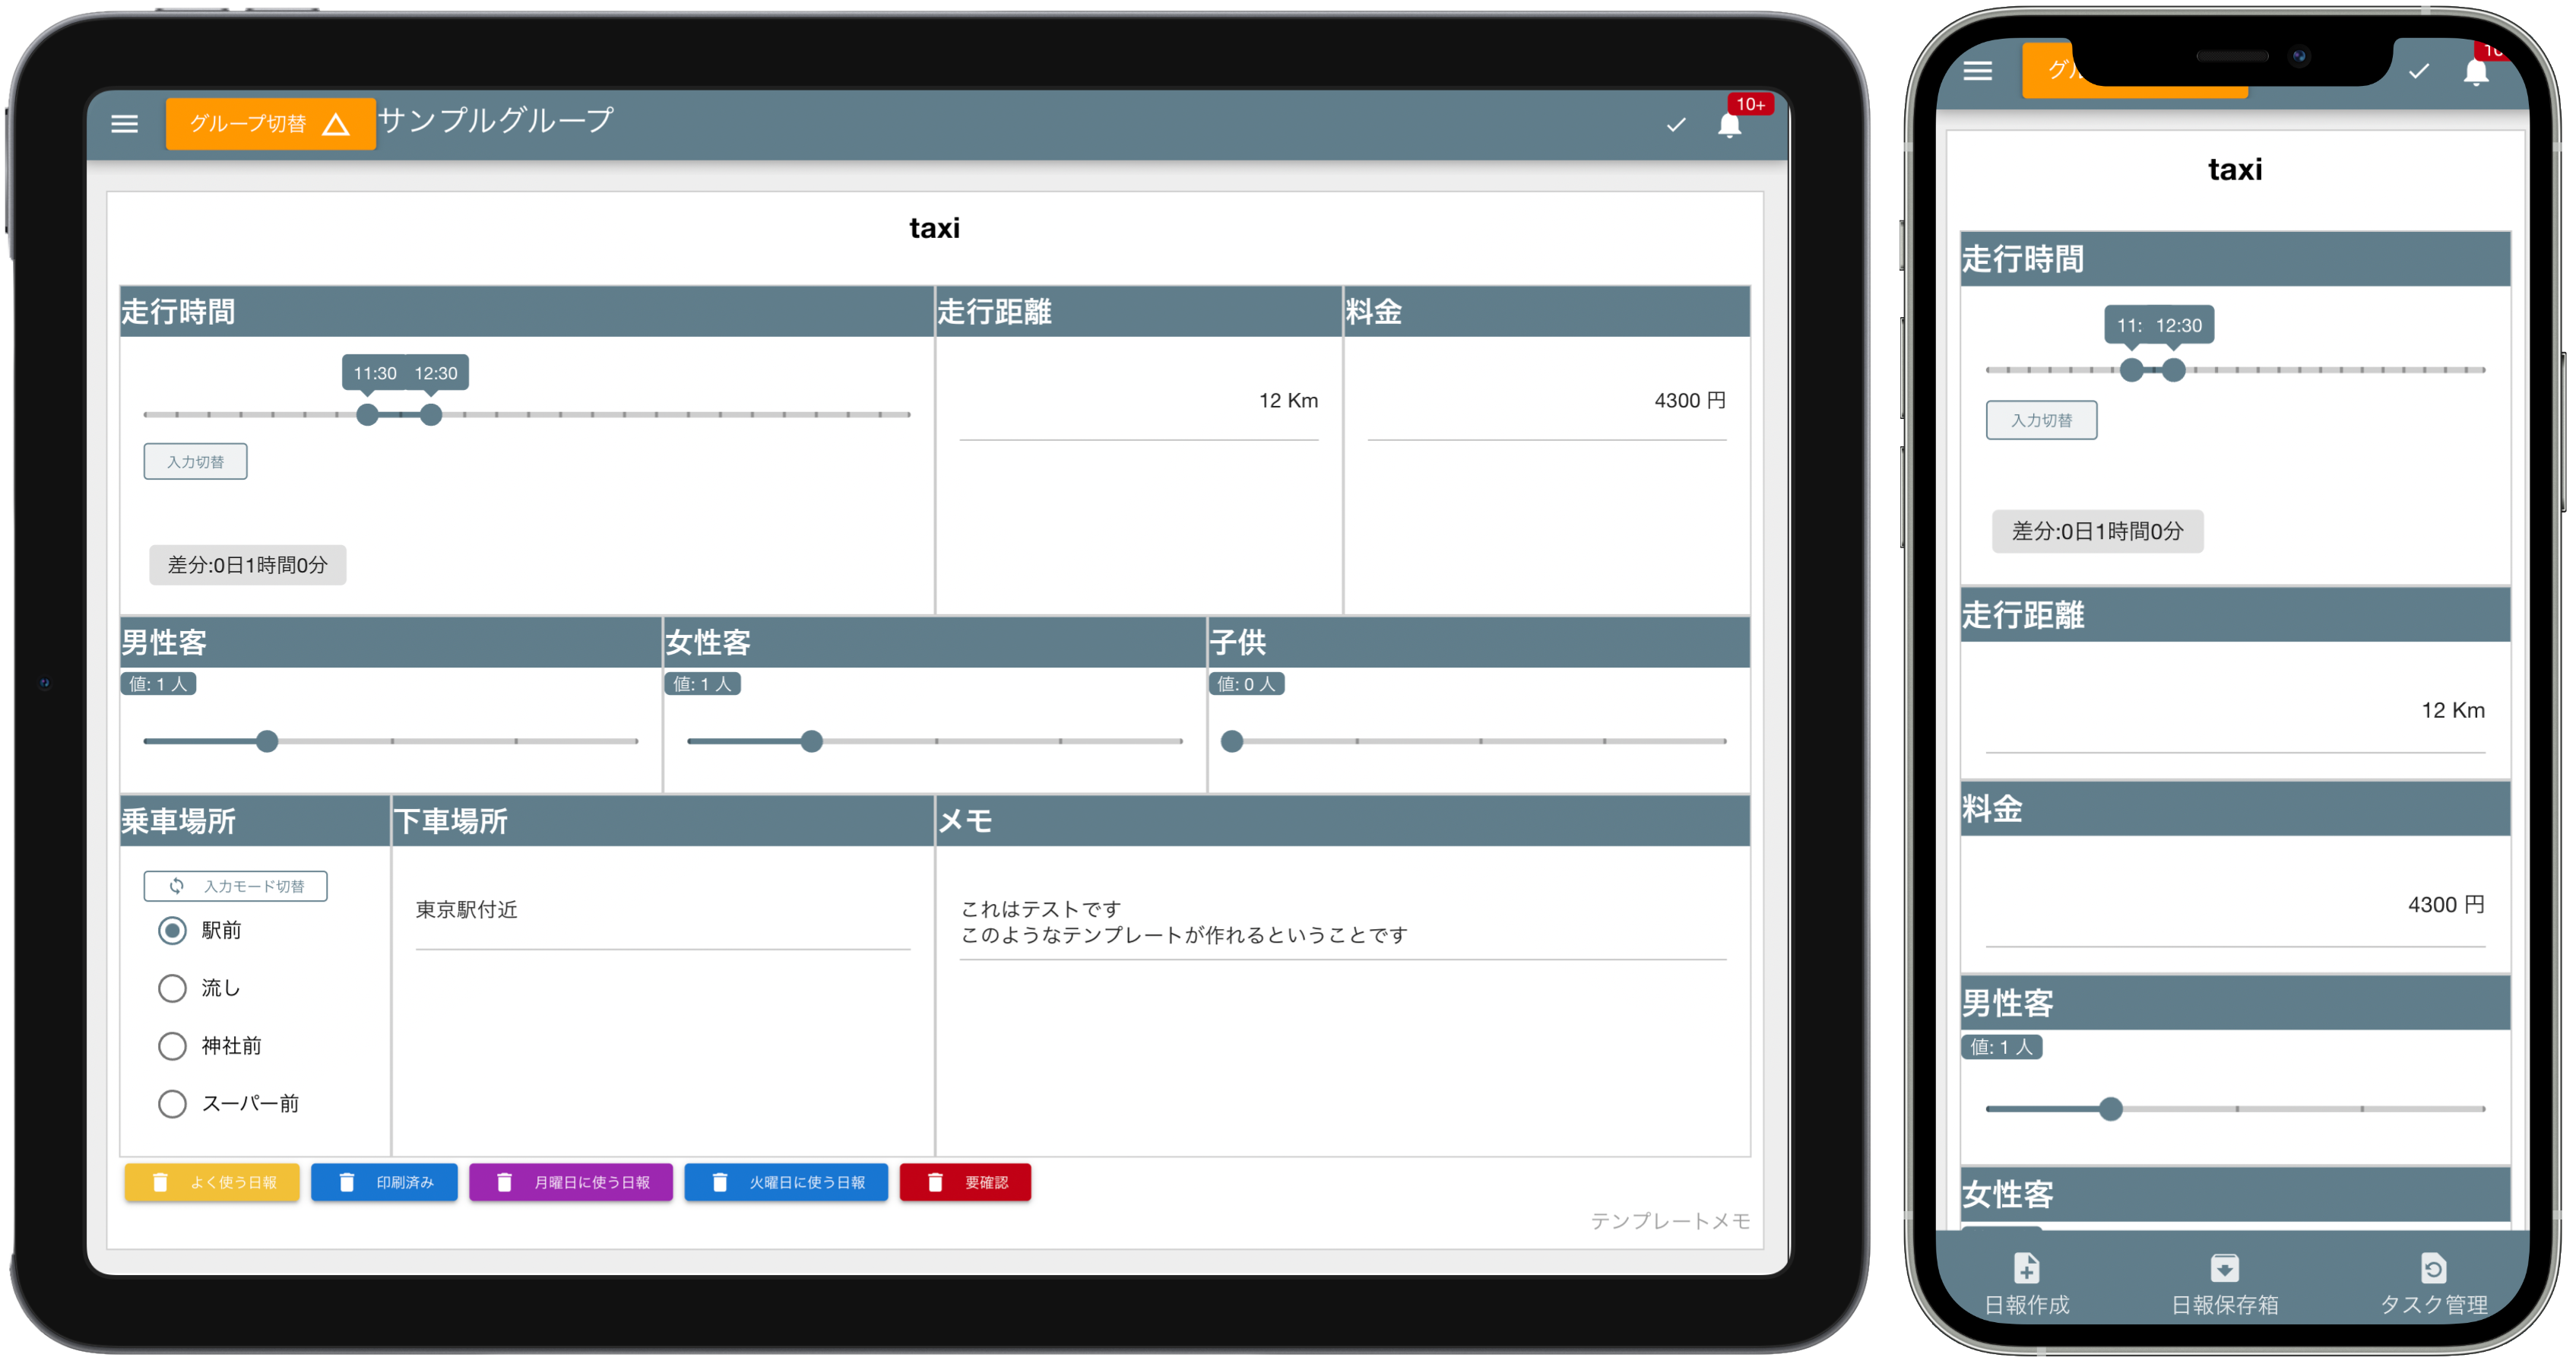 グループ切替
サンプルグループ
10+
taxi
走行時間
走行距離
料金
11:30
12:30
12 Km
4300 円
入力切替
差分:0日1時間0分
男性客
女性客
子供
値: 1 人
値: 1 人
値: 0 人
乗車場所
下車場所
メモ
入力モード切替
駅前
流し
神社前
スーパー前
東京駅付近
これはテストです
このようなテンプレートが作れるということです
よく使う日報
印刷済み
月曜日に使う日報
火曜日に使う日報
要確認
テンプレートメモ
taxi
走行時間
11:
12:30
入力切替
差分:0日1時間0分
走行距離
12 Km
料金
4300 円
男性客
値: 1 人
女性客
日報作成
日報保存箱
タスク管理